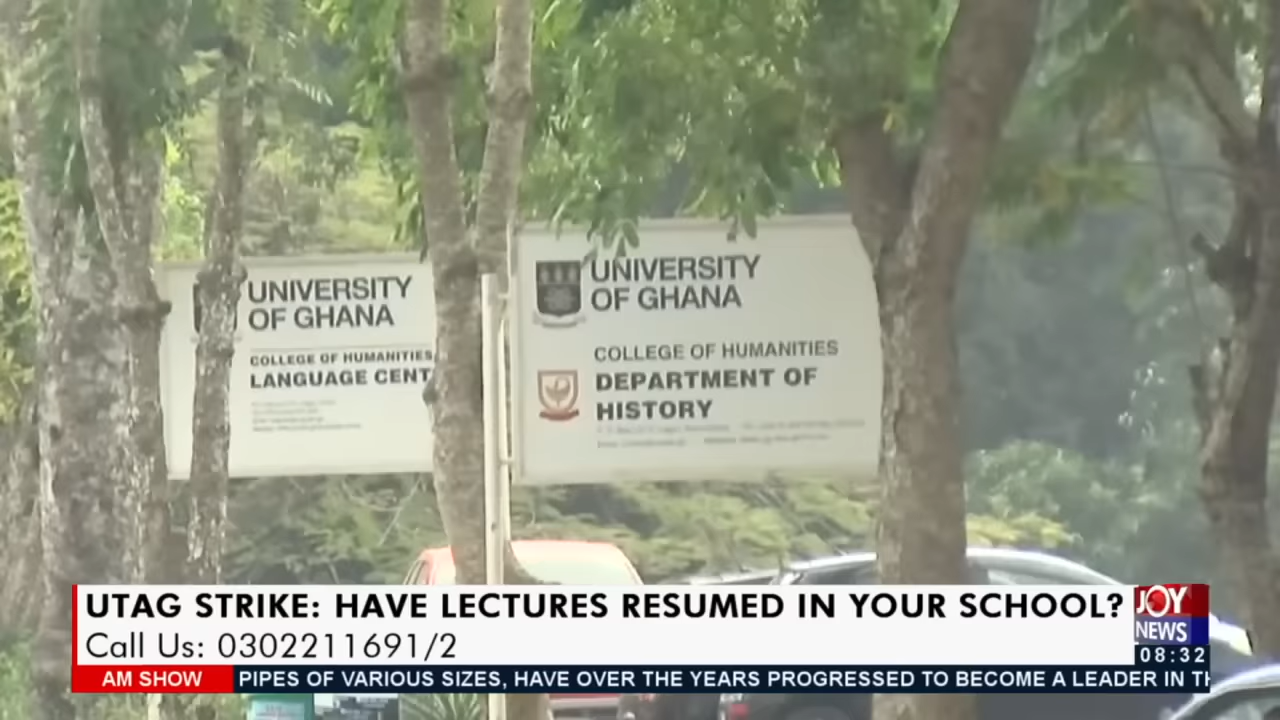 UNIVERSITY
OF GHANA
COLLEGE OF HUMANITIES
LANGUAGE CENT
UNIVERSITY
OF GHANA
COLLEGE OF HUMANITIES
DEPARTMENT OF
HISTORY
UTAG STRIKE: HAVE LECTURES RESUMED IN YOUR SCHOOL?
Call Us: 0302211691/2
JOY
NEWS
08:32
AM SHOW
PIPES OF VARIOUS SIZES, HAVE OVER THE YEARS PROGRESSED TO BECOME A LEADER IN TH